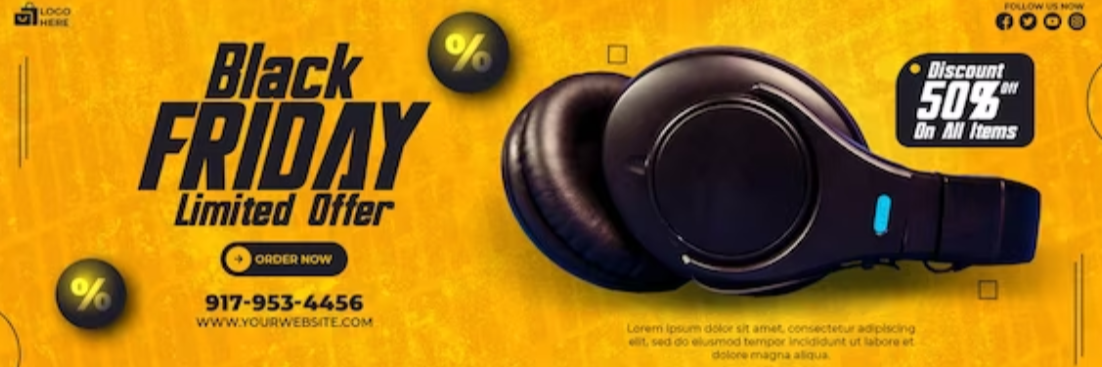 LOGO
HERE
FOLLOW US NOW
Black
FRIDAY
Limited Offer
%
%
ORDER NOW
917-953-4456
WWW.YOURWEBSITE.COM
Discount
50% Off
On All Items
Lorem ipsum dolor sit amet, consectetur adipiscing
elit, sed do eiusmod tempor incididunt ut labore et
dolore magna aliqua.